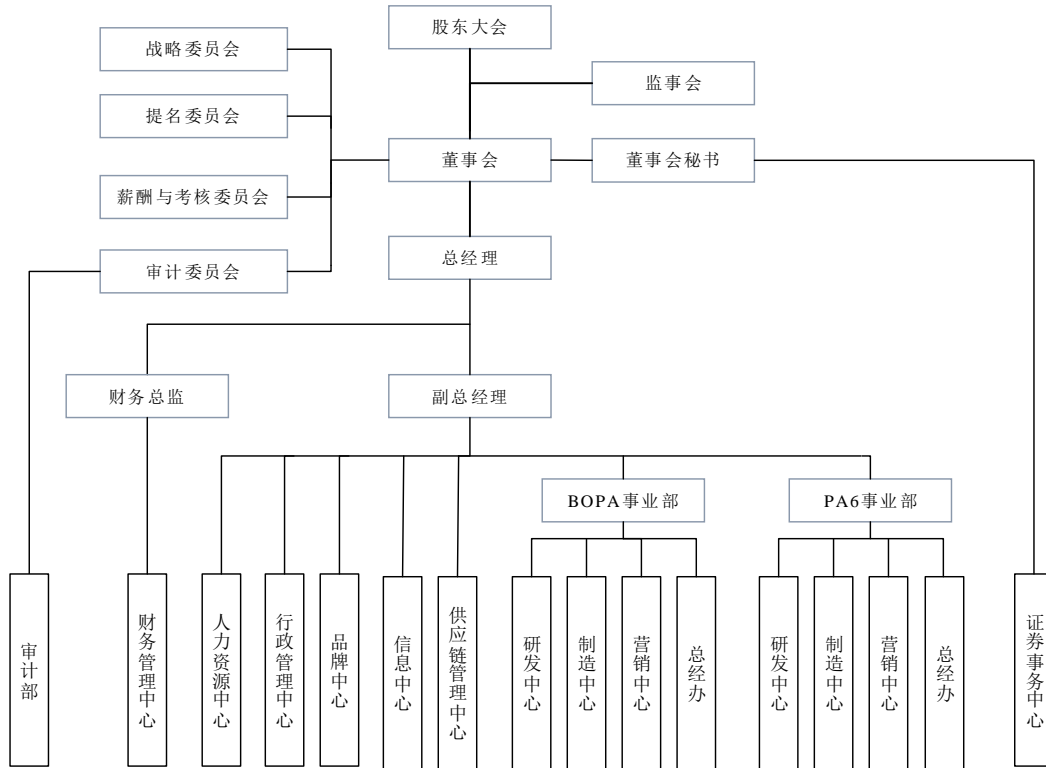 股东大会
战略委员会
监事会
提名委员会
董事会
董事会秘书
薪酬与考核委员会
总经理
审计委员会
财务总监
副总经理
BOPA事业部
PA6事业部
审计部
财务管理中心
人力资源中心
行政管理中心
品牌中心
信息中心
供应链管理中心
研发中心
制造中心
营销中心
总经办
研发中心
制造中心
营销中心
总经办
证券事务中心